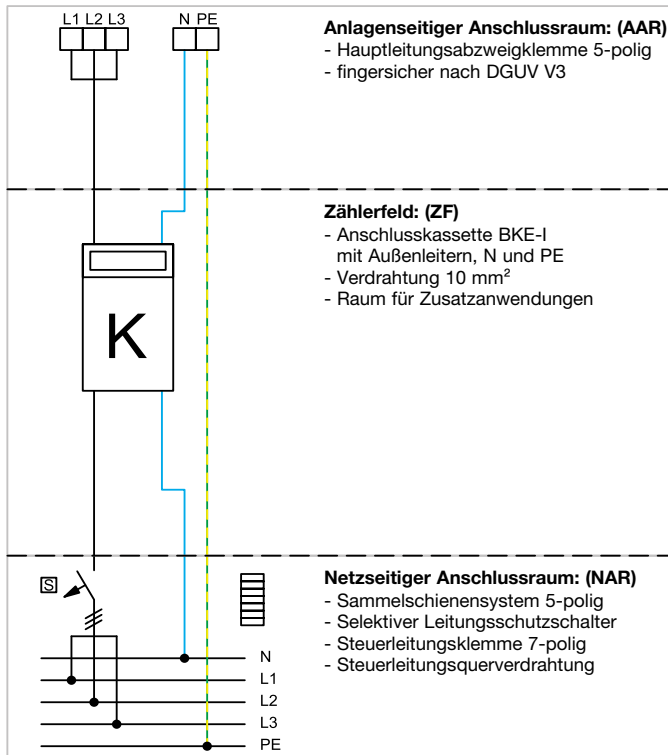 L1 L2 L3 N PE
Anlagenseitiger Anschlussraum: (AAR)
- Hauptleitungsabzweigklemme 5-polig
- fingersicher nach DGUV V3
Zählerfeld: (ZF)
- Anschlusskassette BKE-I
mit Außenleitern, N und PE
- Verdrahtung 10 mm²
- Raum für Zusatzanwendungen
K
Netzseitiger Anschlussraum: (NAR)
- Sammelschienensystem 5-polig
- Selektiver Leitungsschutzschalter
- Steuerleitungsklemme 7-polig
- Steuerleitungsquerverdrahtung
S
N
L1
L2
L3
PE